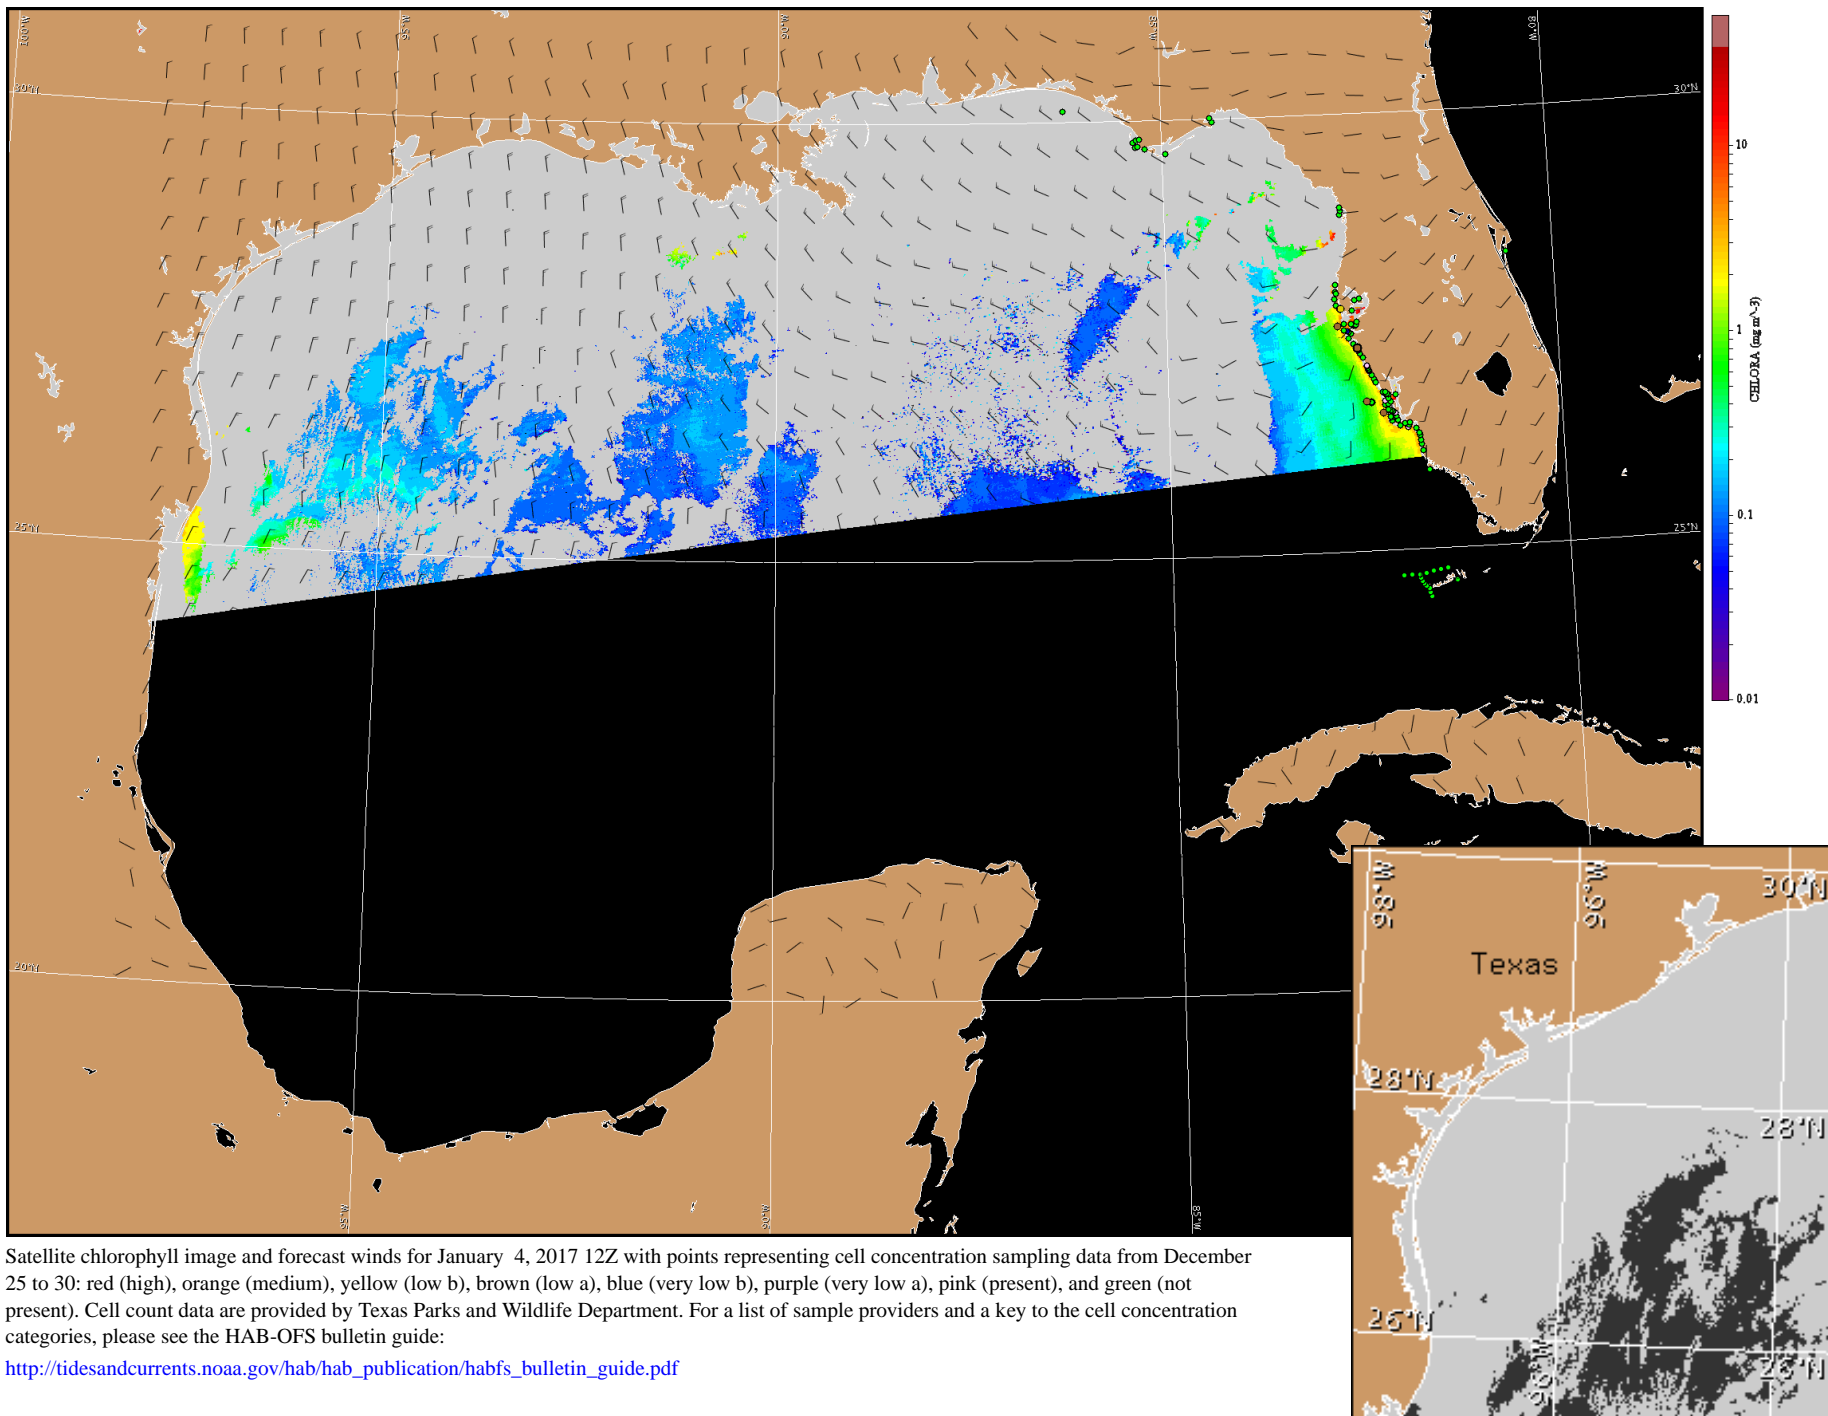 100°W
95°W
90°W
85°W
80°W
30°N
30°N
10
1
CHLORA (mg m^-3)
0.1
25°N
25°N
0.01
20°N
95°W
90°W
85°W
98°W
96°W
30°N
Texas
28°N
28°N
26°N
26°N
96°W
Satellite chlorophyll image and forecast winds for January 4, 2017 12Z with points representing cell concentration sampling data from December
25 to 30: red (high), orange (medium), yellow (low b), brown (low a), blue (very low b), purple (very low a), pink (present), and green (not
present). Cell count data are provided by Texas Parks and Wildlife Department. For a list of sample providers and a key to the cell concentration
categories, please see the HAB-OFS bulletin guide:
http://tidesandcurrents.noaa.gov/hab/hab_publication/habfs_bulletin_guide.pdf